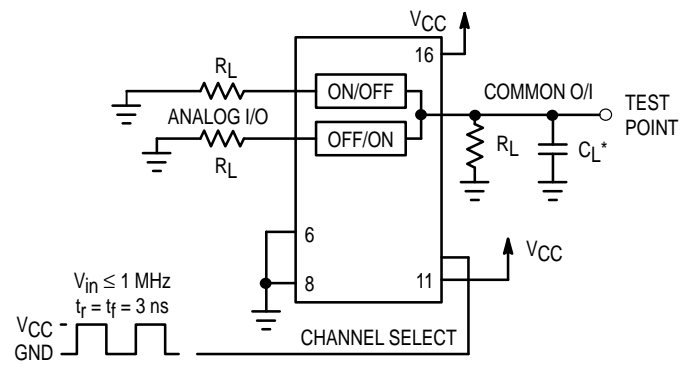 VCC
16
RL
ON/OFF
COMMON O/I
TEST
POINT
ANALOG I/O
OFF/ON
RL
RL
CL*
6
VCC
8
11
Vin ≤ 1 MHz
tr = tf = 3 ns
VCC
GND
CHANNEL SELECT